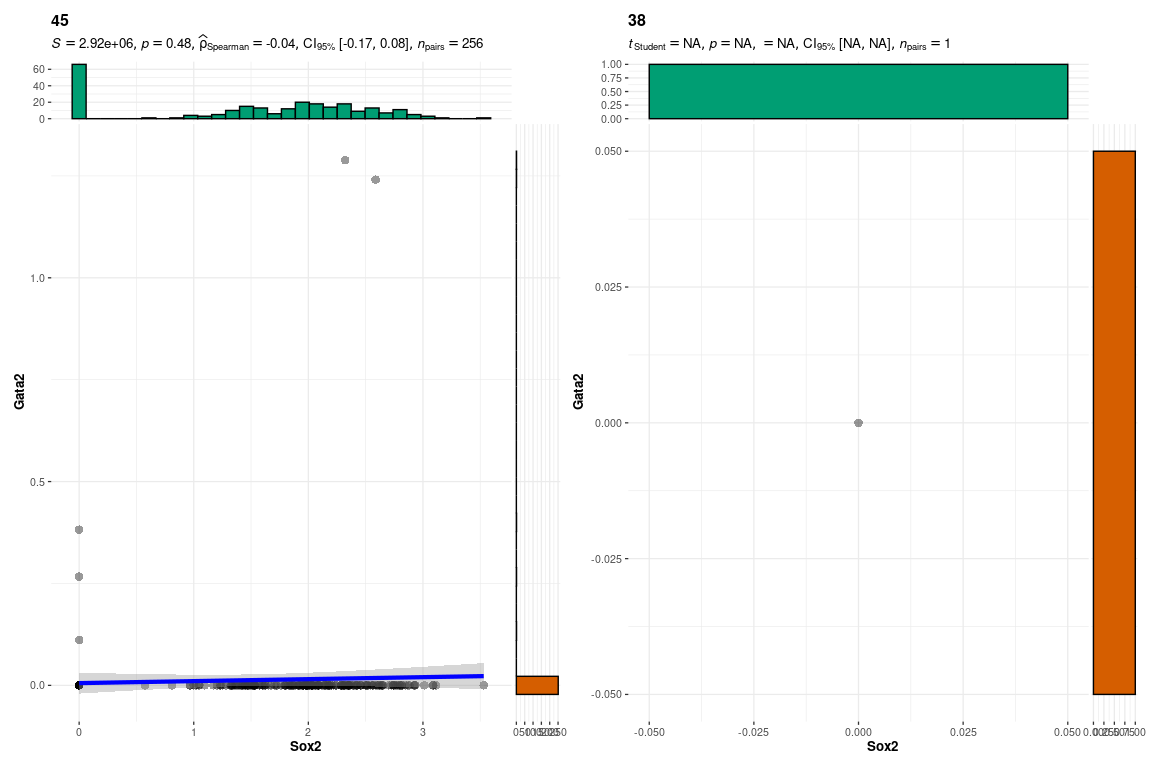 45
S = 2.92e+06, p = 0.48, ρ̂Spearman = -0.04, CI95% [-0.17, 0.08], npairs = 256
60
40
20
0
1.0
0.5
0.0
Gata2
0 1 2 3
Sox2
38
tStudent = NA, p = NA, = NA, CI95% [NA, NA], npairs = 1
1.00
0.75
0.50
0.25
0.00
0.050
0.025
0.000
-0.025
-0.050
Gata2
-0.050 -0.025 0.000 0.025 0.050
Sox2